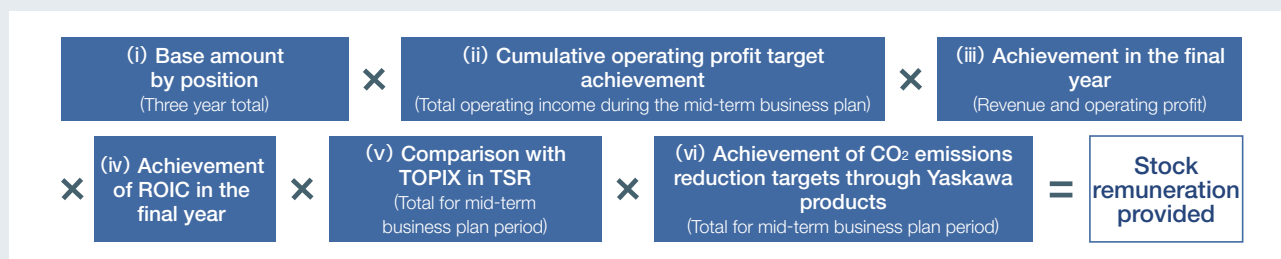 (i) Base amount
by position
(Three year total)
×
(ii) Cumulative operating profit target
achievement
(Total operating income during the mid-term business plan)
×
(iii) Achievement in the final
year
(Revenue and operating profit)
×
(iv) Achievement
of ROIC in the
final year
×
(v) Comparison with
TOPIX in TSR
(Total for mid-term
business plan period)
×
(vi) Achievement of CO₂ emissions
reduction targets through Yaskawa
products
(Total for mid-term business plan period)
=
Stock
remuneration
provided